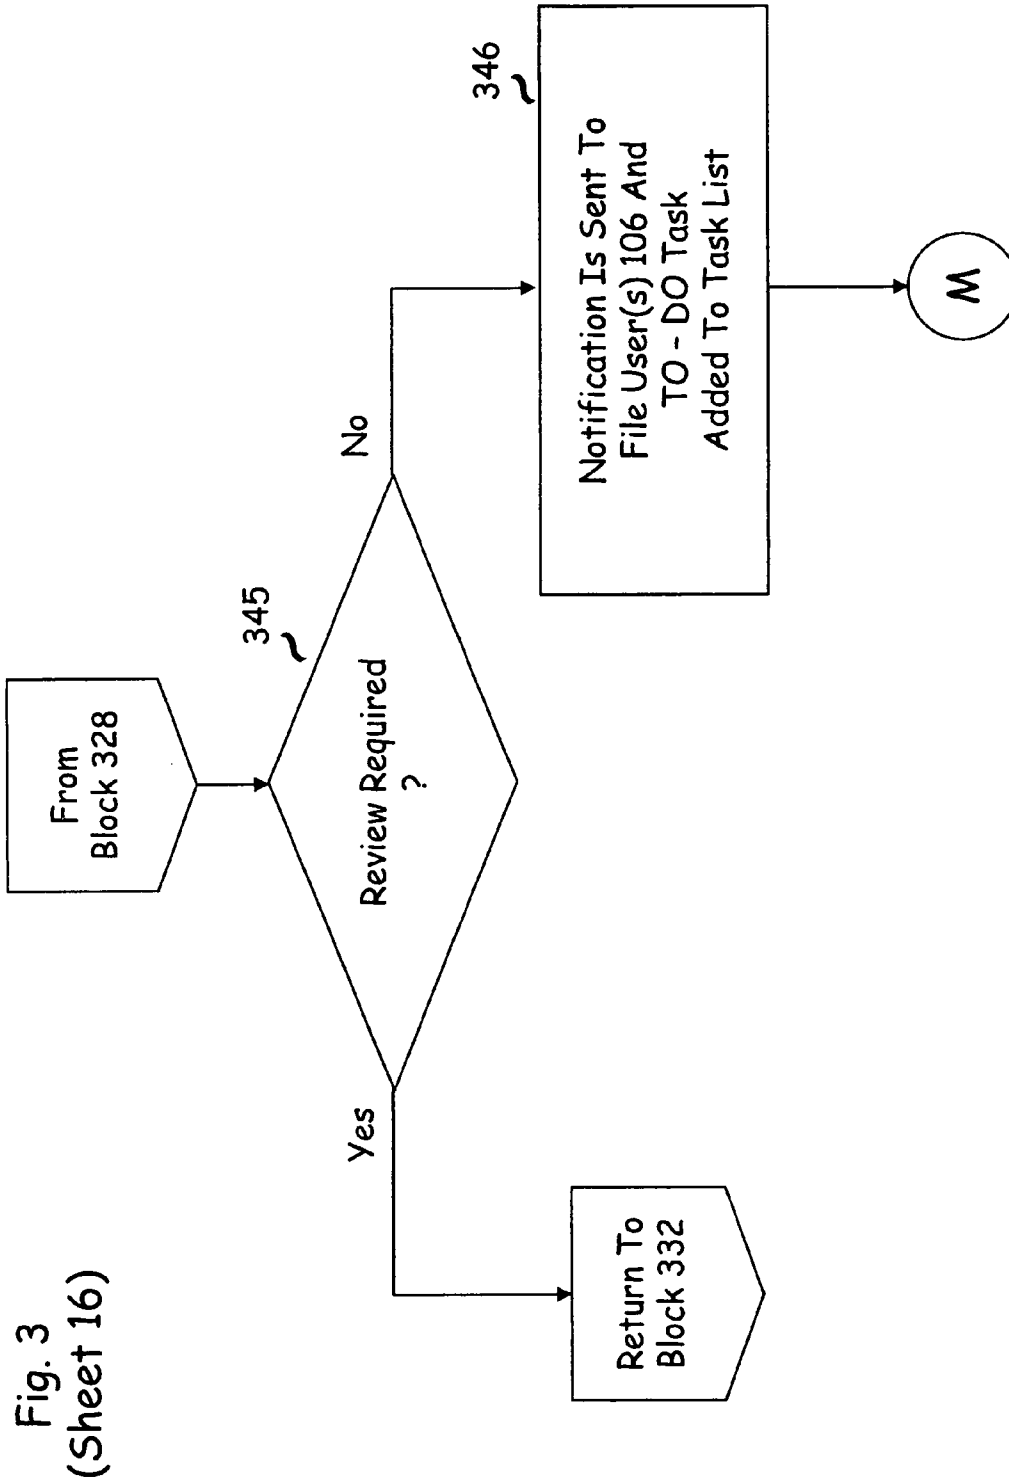 Fig. 3
(Sheet 16)
From
Block 328
345
Review Required
?
Yes
No
Return To
Block 332
346
Notification Is Sent To
File User(s) 106 And
TO - DO Task
Added To Task List
W